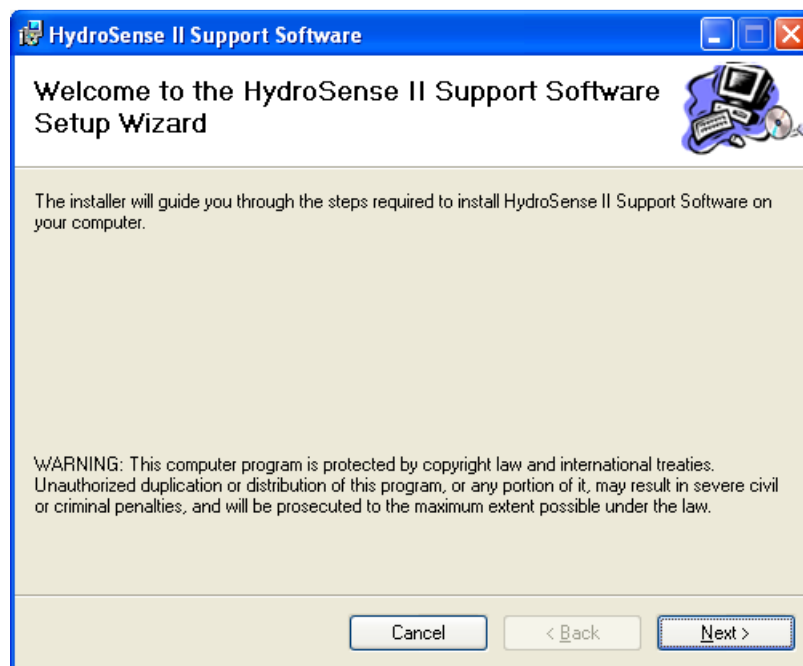 HydroSense II Support Software
Welcome to the HydroSense II Support Software
Setup Wizard
The installer will guide you through the steps required to install HydroSense II Support Software on
your computer.
WARNING: This computer program is protected by copyright law and international treaties.
Unauthorized duplication or distribution of this program, or any portion of it, may result in severe civil
or criminal penalties, and will be prosecuted to the maximum extent possible under the law.
Cancel
< Back
Next >